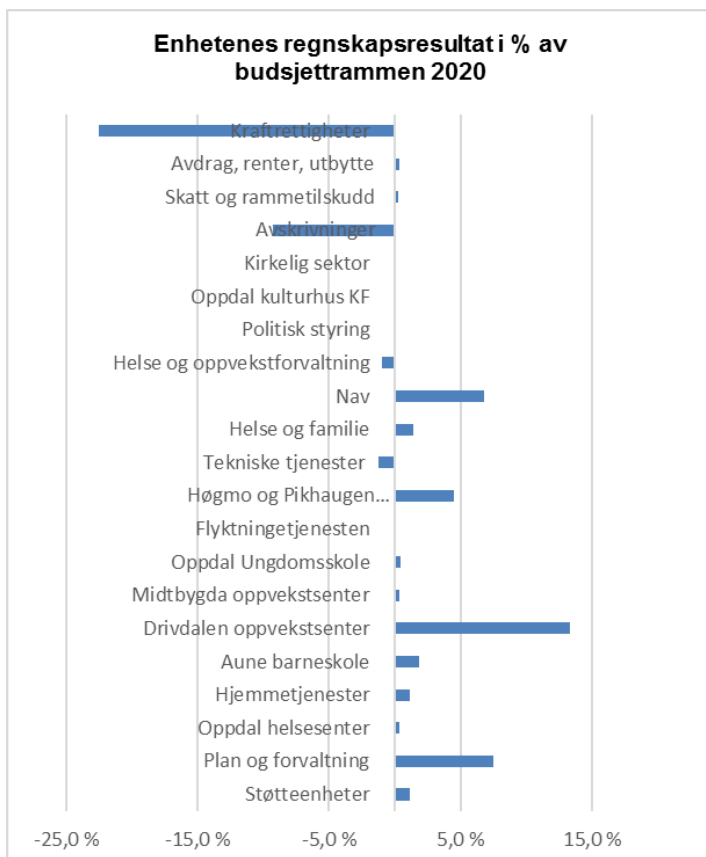 Enhetenes regnskapsresultat i % av
budsjettrammen 2020
Kraftrettigheter
Avdrag, renter, utbytte
Skatt og rammetilskudd
Avskrivninger
Kirkelig sektor
Oppdal kulturhus KF
Politisk styring
Helse og oppvekstforvaltning
Nav
Helse og familie
Tekniske tjenester
Høgmo og Pikhaugen...
Flyktningetjenesten
Oppdal Ungdomsskole
Midtbygda oppvekstsenter
Drivdalen oppvekstsenter
Aune barneskole
Hjemmetjenester
Oppdal helsesenter
Plan og forvaltning
Støtteenheter
-25,0 % -15,0 % -5,0 % 5,0 % 15,0 %